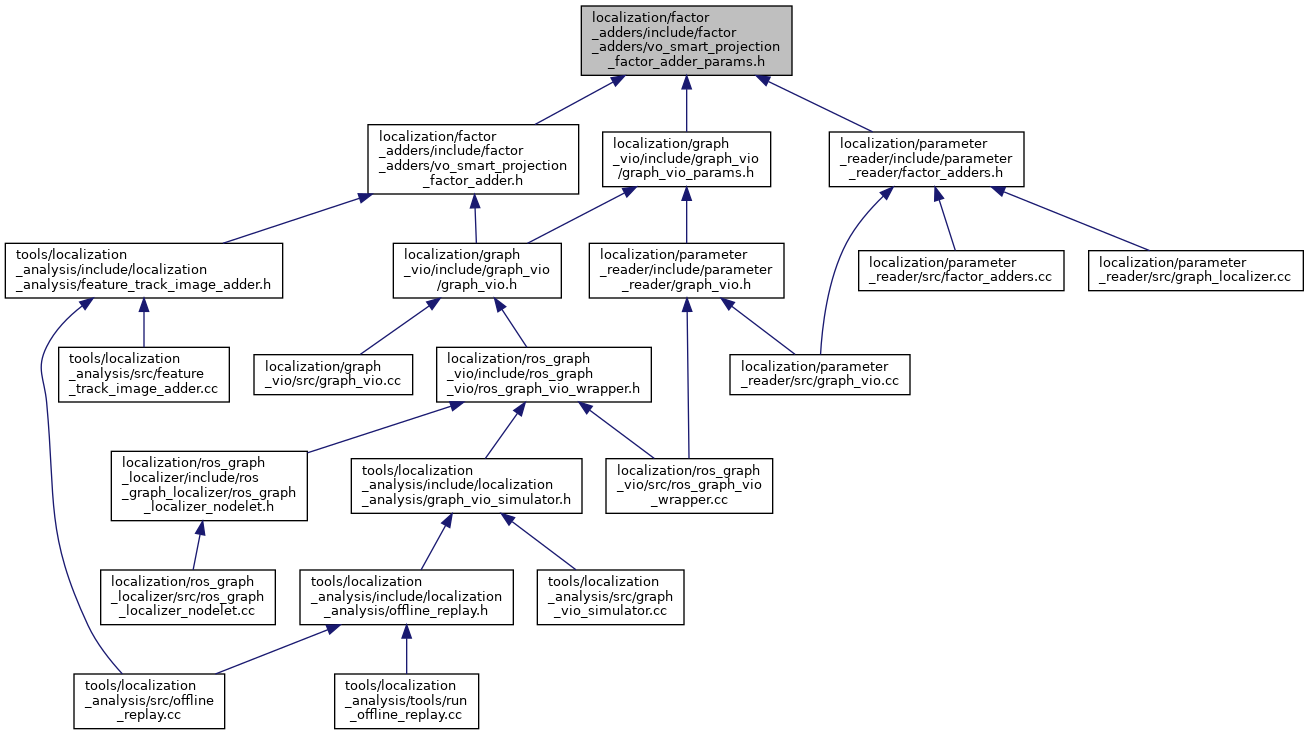 localization/factor
_adders/include/factor
_adders/vo_smart_projection
_factor_adder_params.h
localization/factor
_adders/include/factor
_adders/vo_smart_projection
_factor_adder.h
localization/graph
_vio/include/graph_vio
/graph_vio_params.h
localization/parameter
_reader/include/parameter
_reader/factor_adders.h
tools/localization
_analysis/include/localization
_analysis/feature_track_image_adder.h
localization/graph
_vio/include/graph_vio
/graph_vio.h
localization/parameter
_reader/include/parameter
_reader/graph_vio.h
localization/parameter
_reader/src/factor_adders.cc
localization/parameter
_reader/src/graph_localizer.cc
tools/localization
_analysis/src/feature
_track_image_adder.cc
localization/graph
_vio/src/graph_vio.cc
localization/ros_graph
_vio/include/ros_graph
_vio/ros_graph_vio_wrapper.h
localization/parameter
_reader/src/graph_vio.cc
localization/ros_graph
_localizer/include/ros
_graph_localizer/ros_graph
_localizer_nodelet.h
tools/localization
_analysis/include/localization
_analysis/graph_vio_simulator.h
localization/ros_graph
_vio/src/ros_graph_vio
_wrapper.cc
localization/ros_graph
_localizer/src/ros_graph
_localizer_nodelet.cc
tools/localization
_analysis/include/localization
_analysis/offline_replay.h
tools/localization
_analysis/src/graph
_vio_simulator.cc
tools/localization
_analysis/src/offline
_replay.cc
tools/localization
_analysis/tools/run
_offline_replay.cc